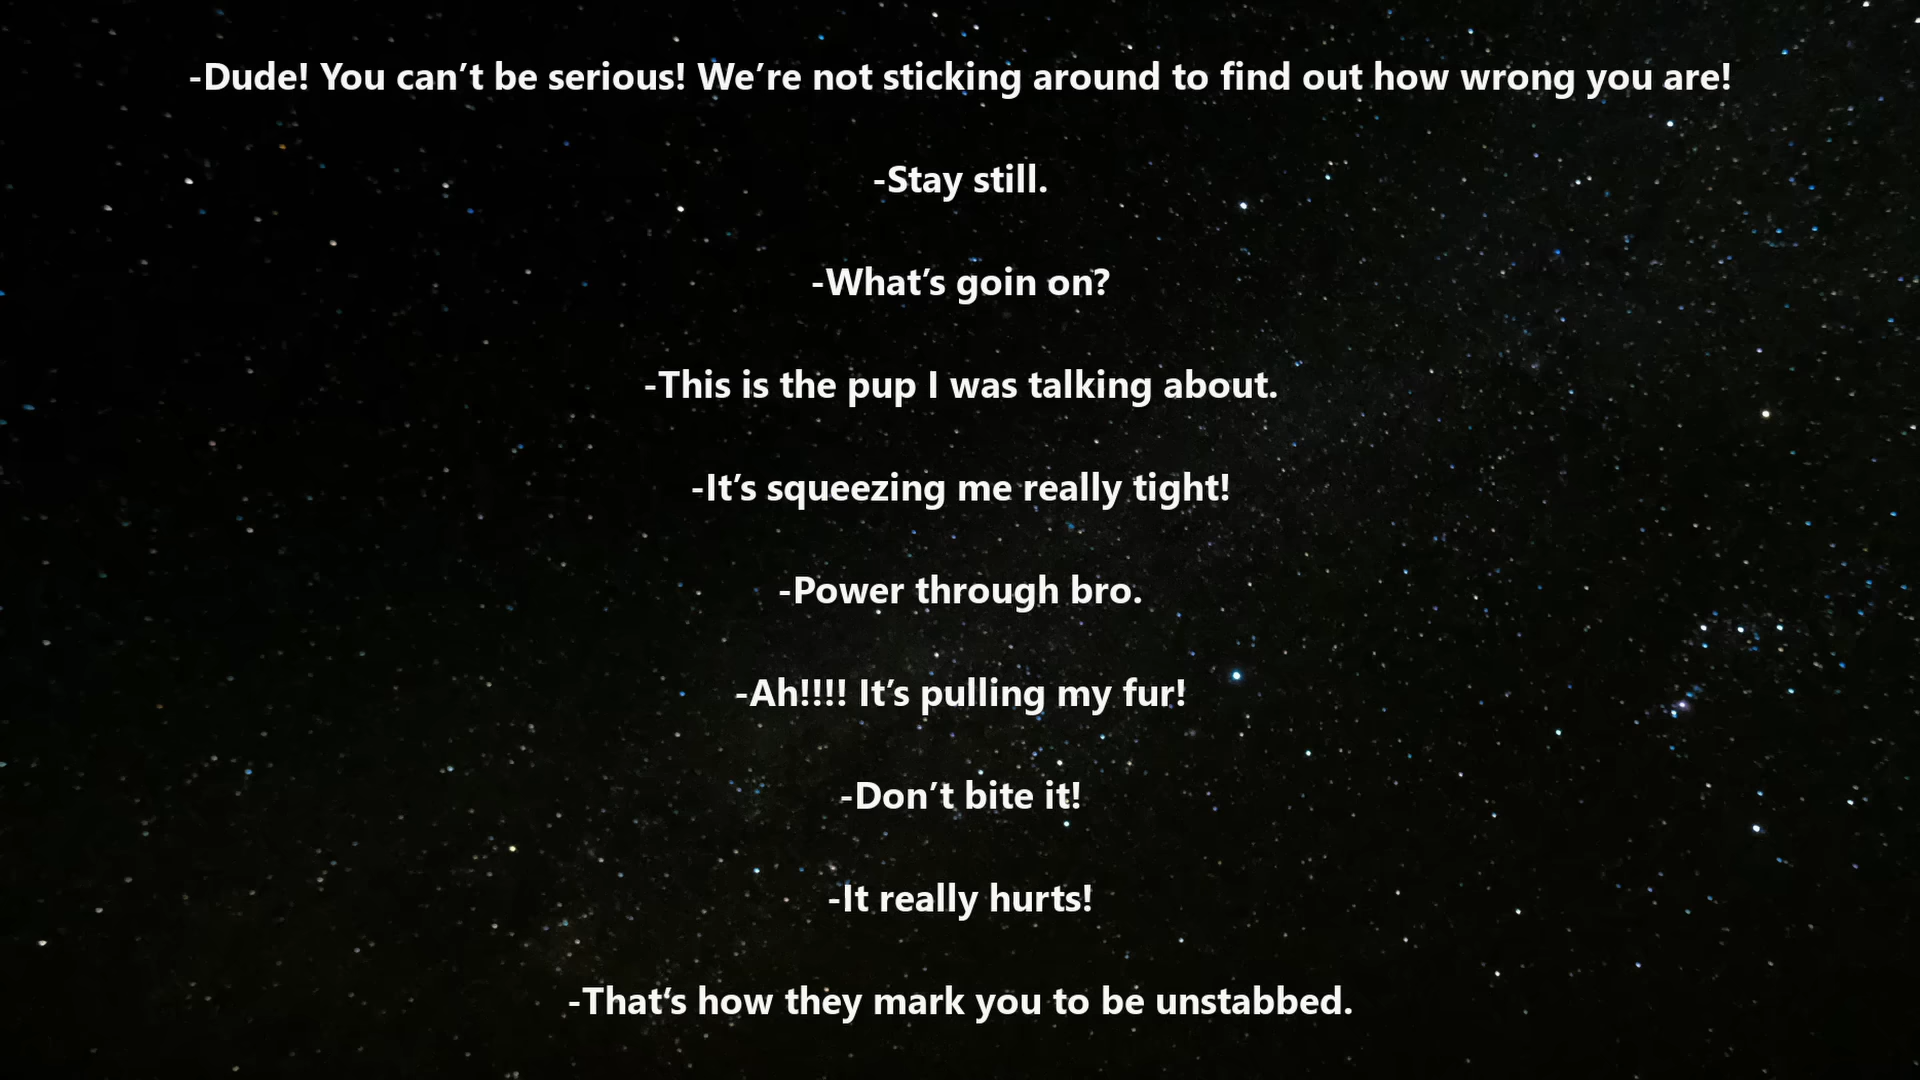 -Dude! You can’t be serious! We’re not sticking around to find out how wrong you are!
-Stay still.
-What’s goin on?
-This is the pup I was talking about.
-It’s squeezing me really tight!
-Power through bro.
-Ah!!!! It’s pulling my fur!
-Don’t bite it!
-It really hurts!
-That‘s how they mark you to be unstabbed.